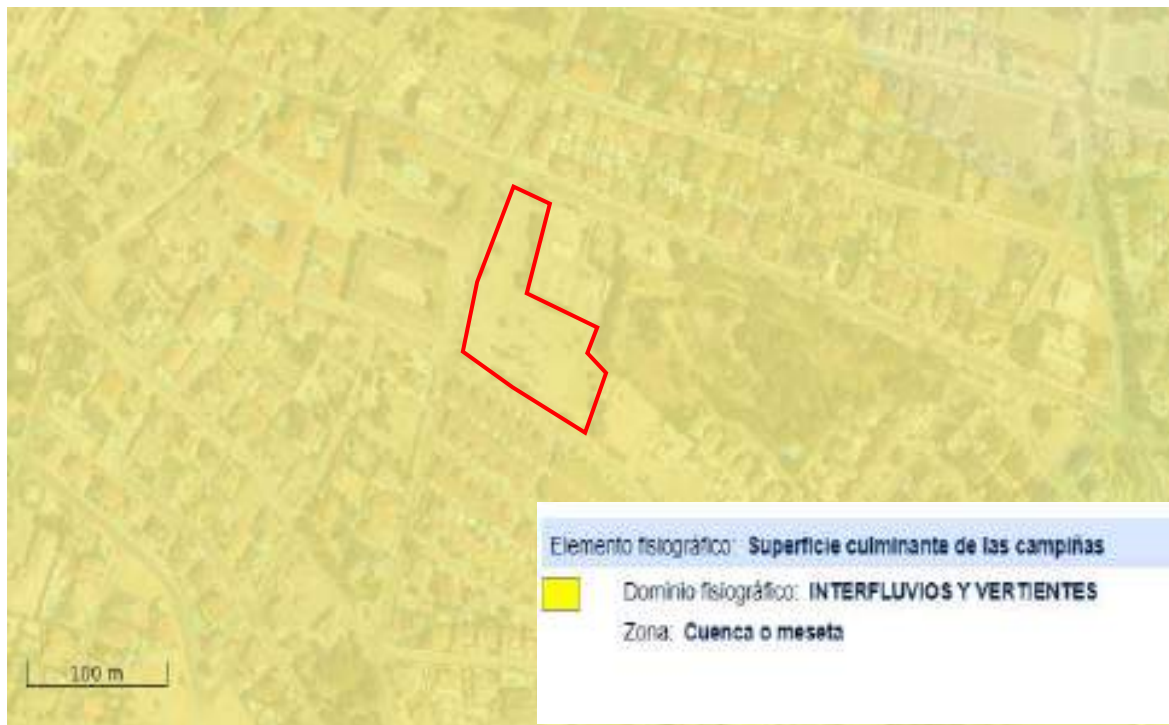 Elemento fisiográfico: Superficie culminante de las campiñas
Dominio fisiográfico: INTERFLUVIOS Y VERTIENTES
Zona: Cuenca o meseta
100 m